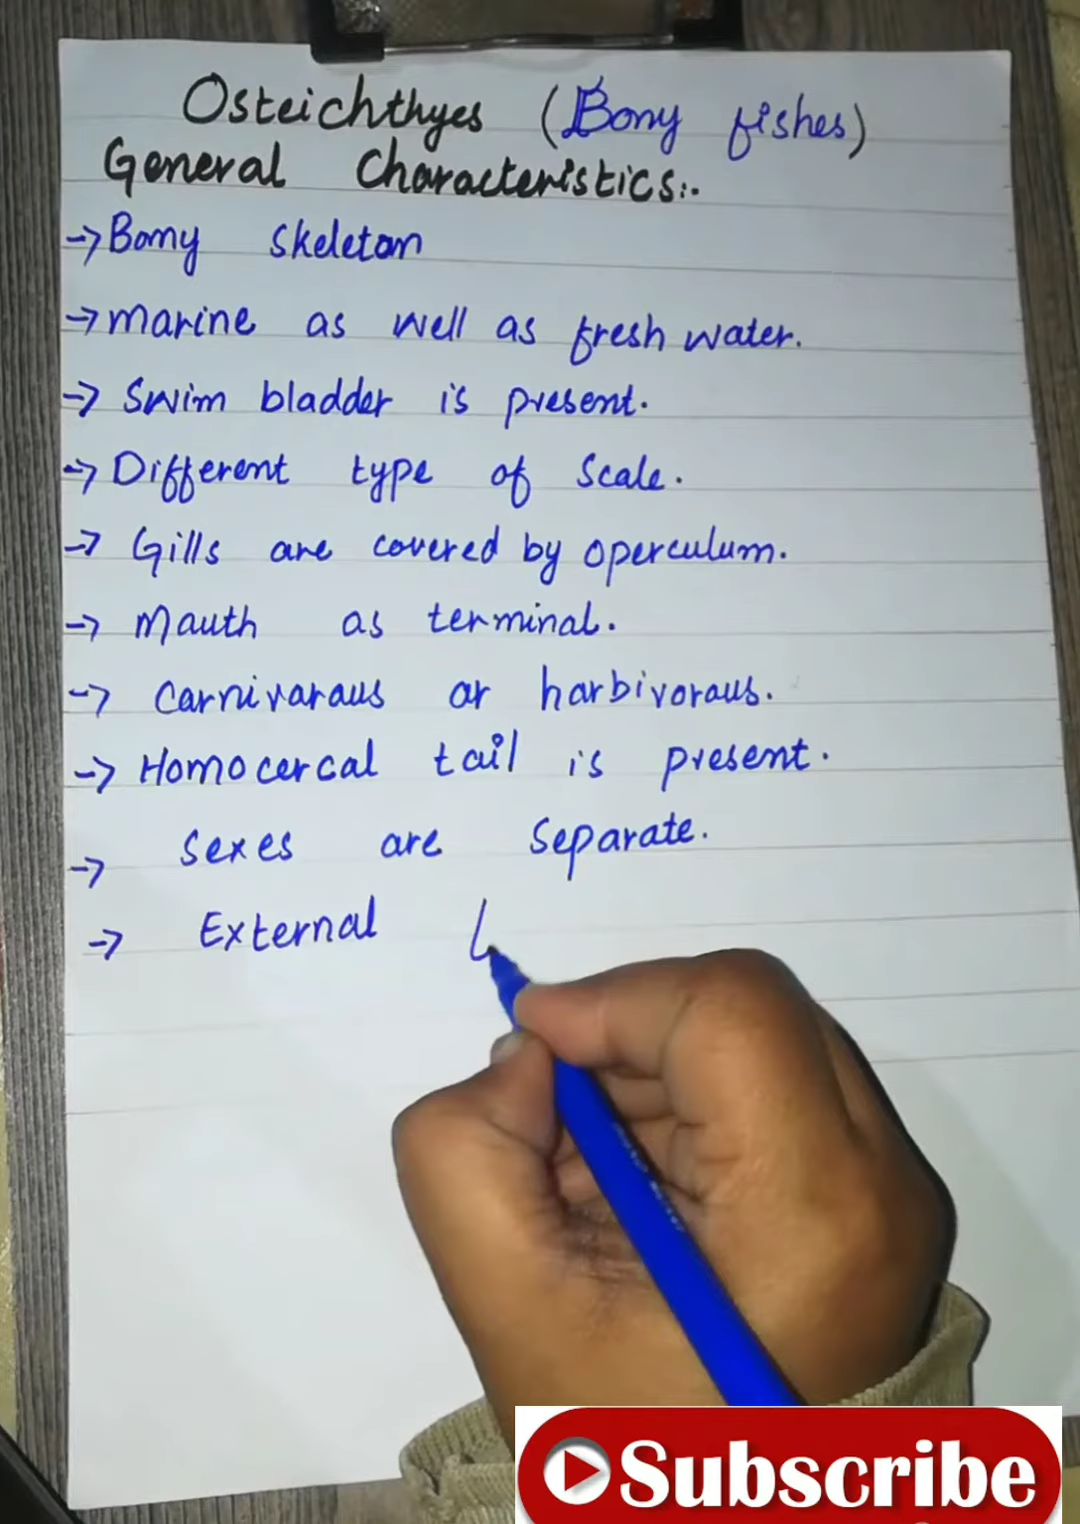 Osteichthyes (Bony fishes)
General Characteristics:-
→ Bony skeleton
→ marine as well as fresh water.
→ Swim bladder is present.
→ Different type of Scale.
→ Gills are covered by operculum.
→ Mauth as terminal.
→ Carnivaraus ar harbivoraus.
→ Homocercal tail is present.
→ Sexes are Separate.
→ External
Subscribe